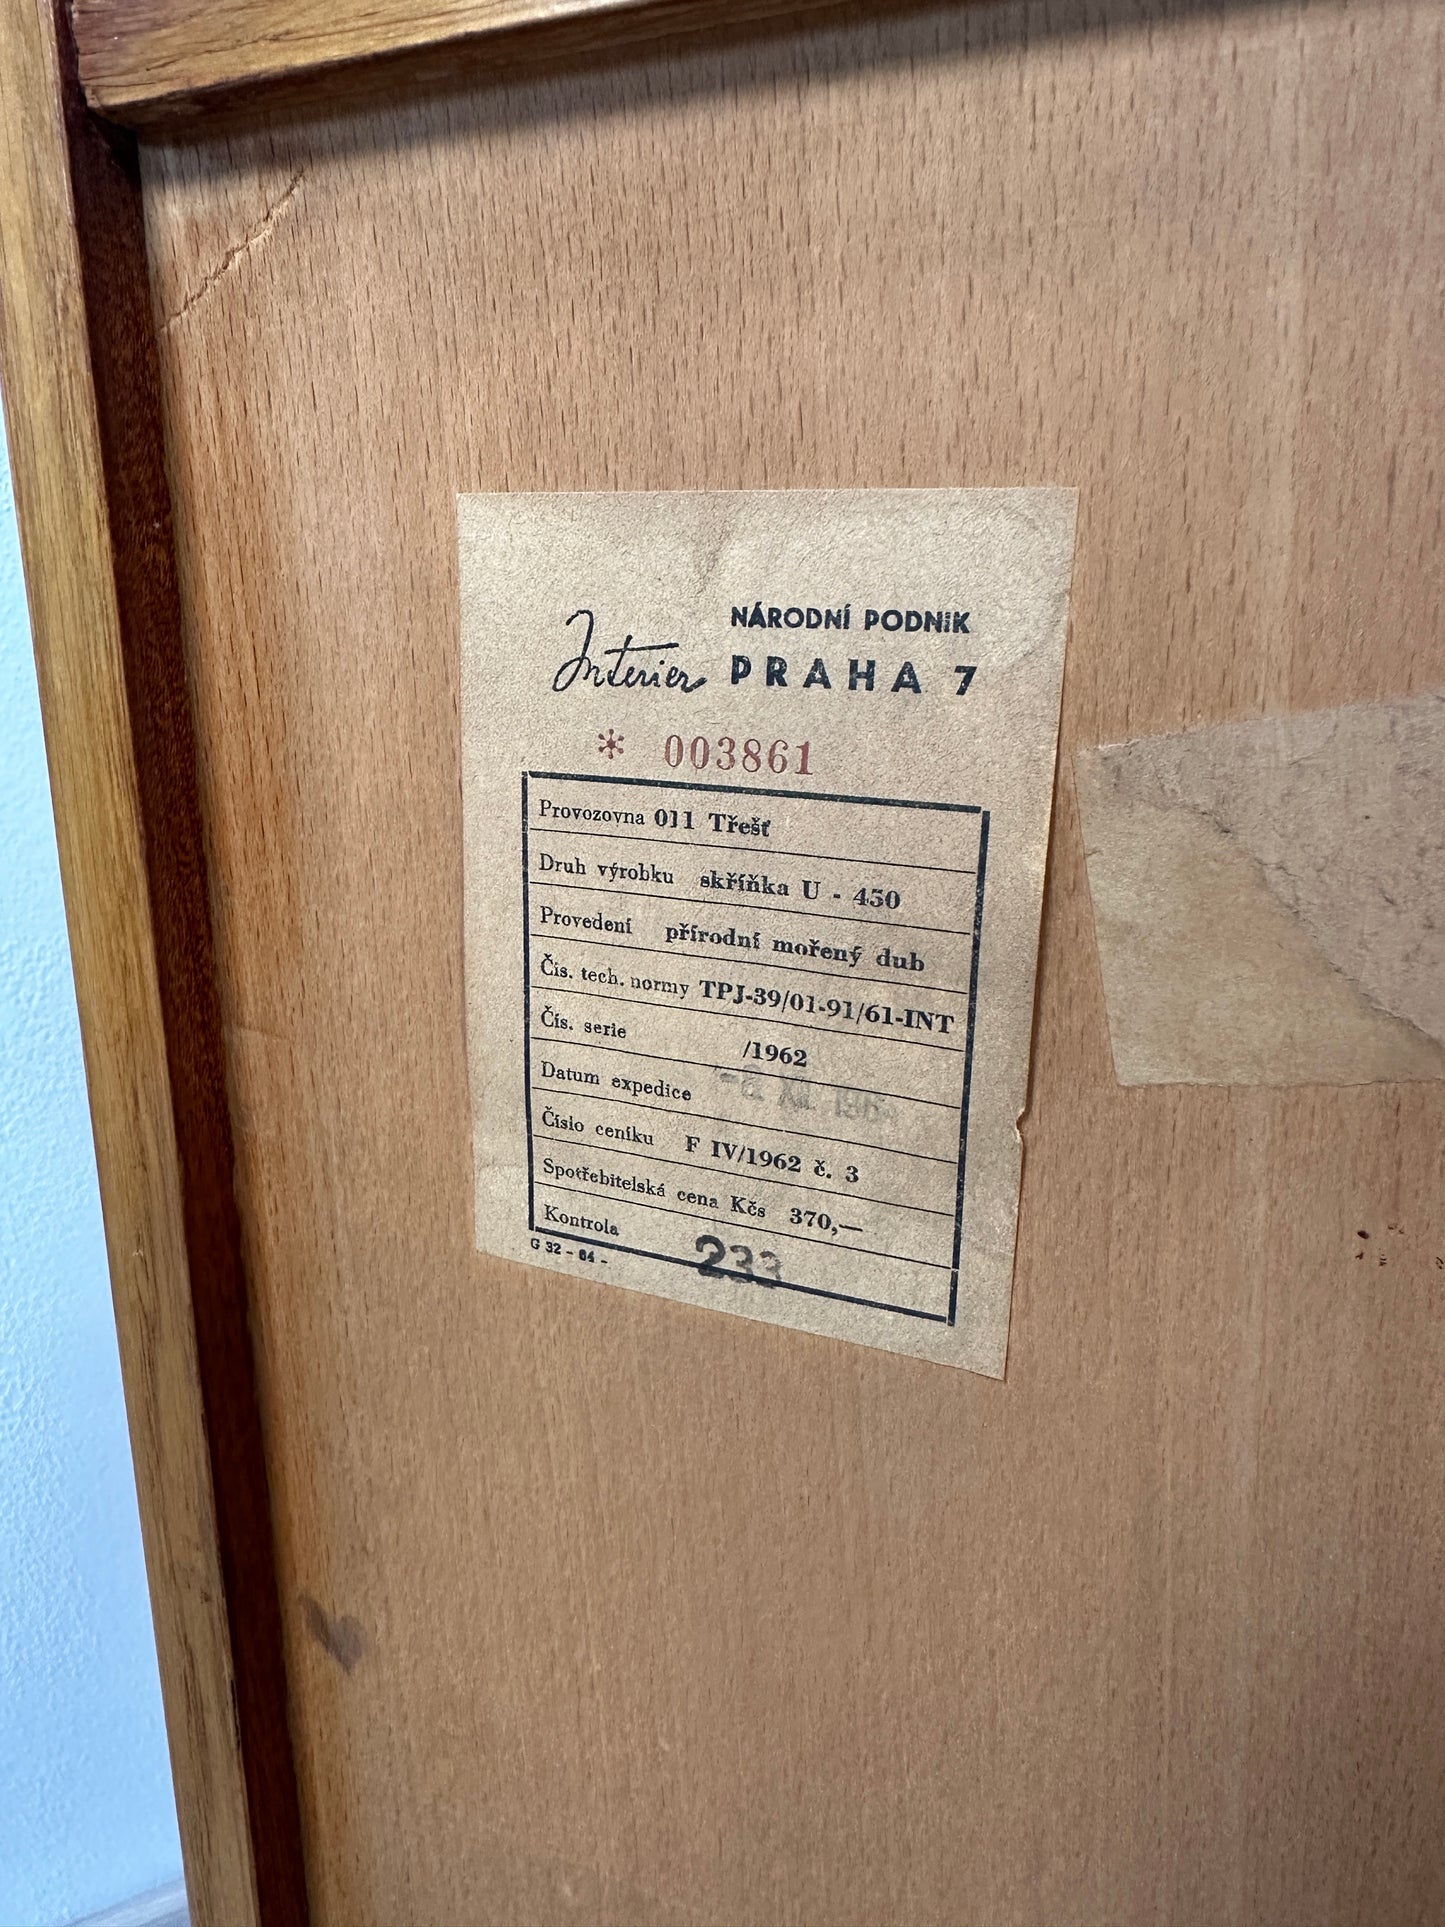 Interier NÁRODNÍ PODNIK
PRAHA 7
* 003861
Provozovna 011 Třešť
Druh výrobku skříňka U - 450
Provedení přírodní mořený dub
Čís. tech. normy TPJ-39/01-91/61-INT
Čís. serie /1962
Datum expedice XII.
Číslo ceníku F IV/1962 č. 3
Spotřebitelská cena Kčs 370,—
Kontrola 233
G 32 - 64 -